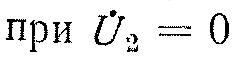 при U̇₂ = 0